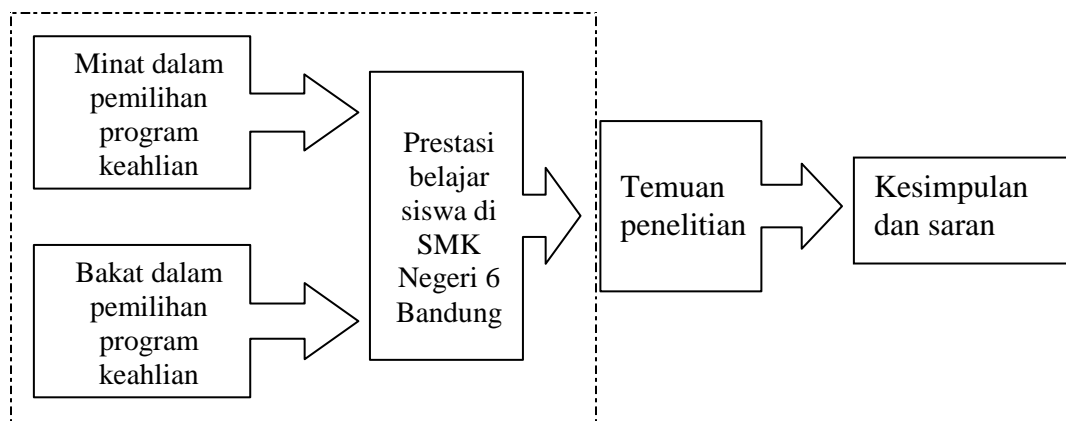 Minat dalam
pemilihan
program
keahlian
Bakat dalam
pemilihan
program
keahlian
Prestasi
belajar
siswa di
SMK
Negeri 6
Bandung
Temuan
penelitian
Kesimpulan
dan saran